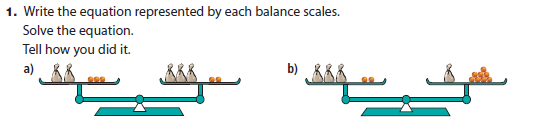 1. Write the equation represented by each balance scales.
Solve the equation.
Tell how you did it.
a) b)